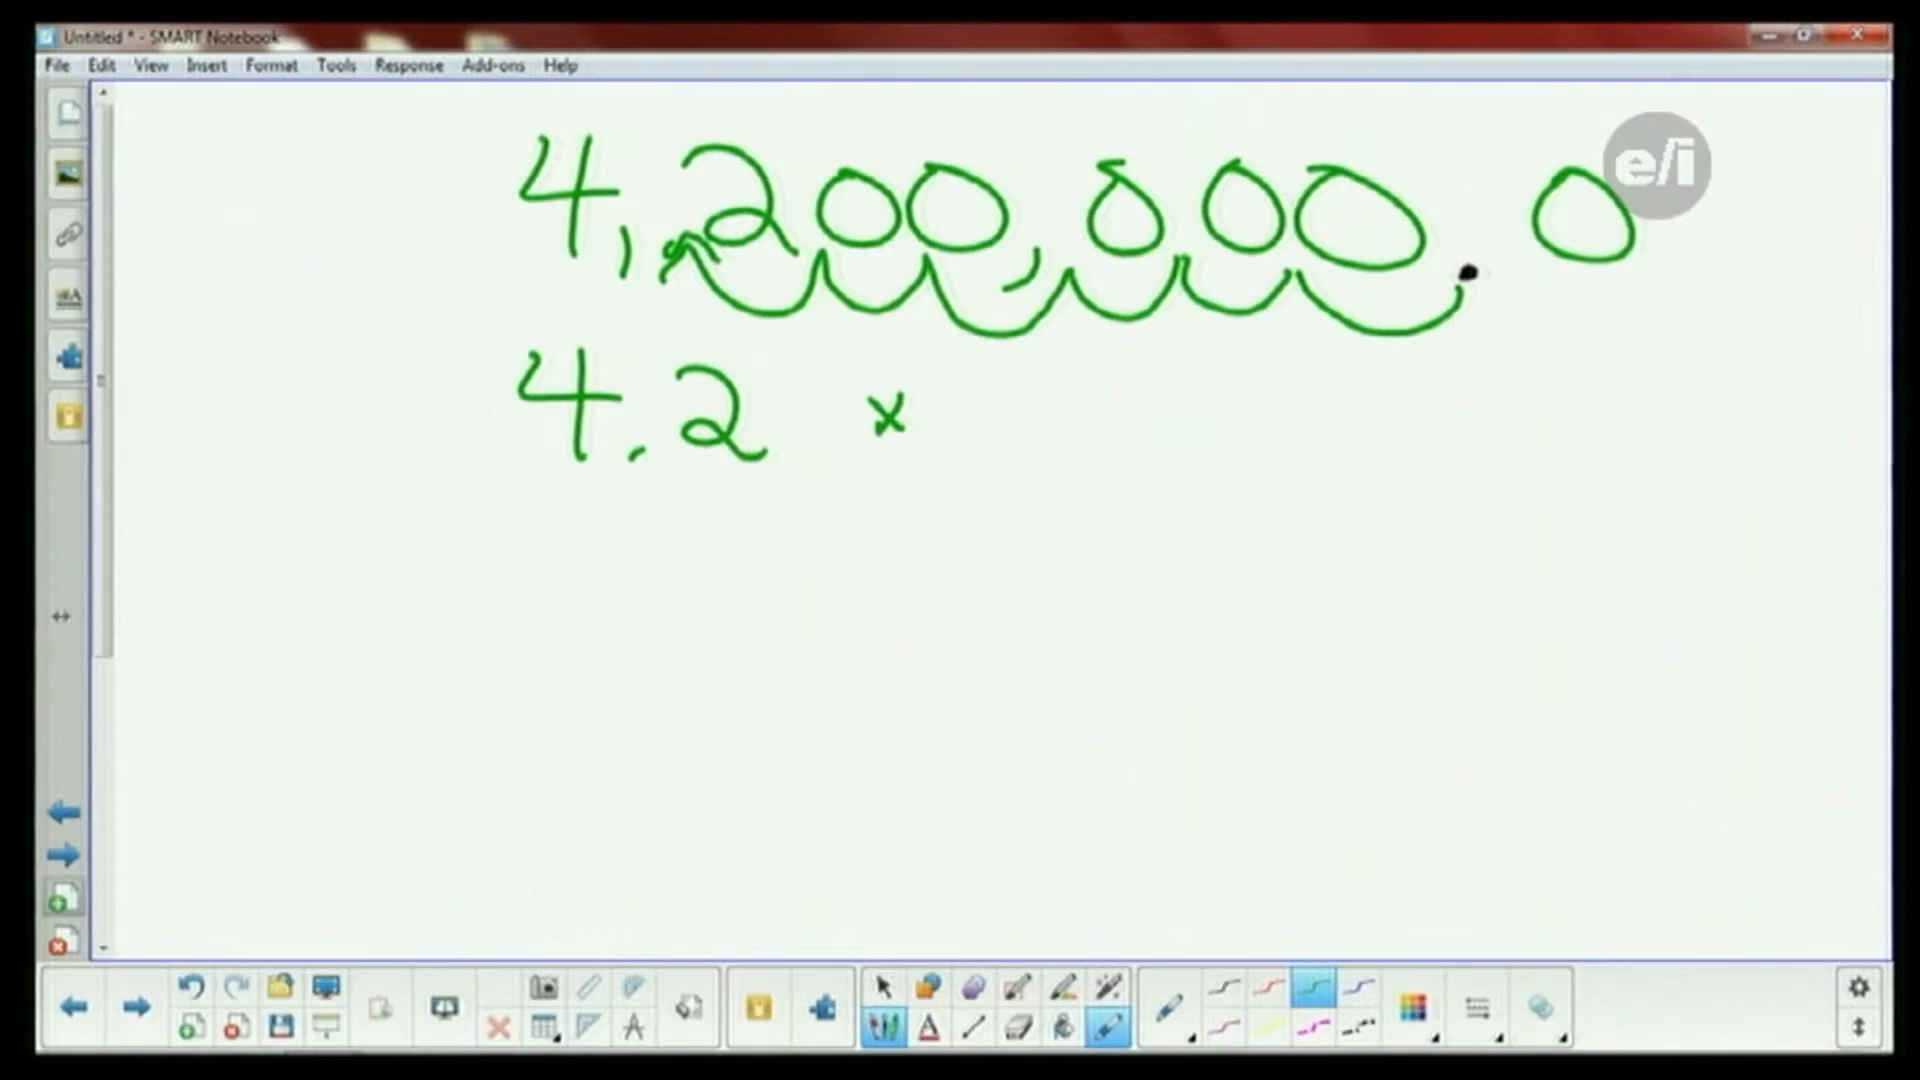 Untitled * - SMART Notebook
File Edit View Insert Format Tools Response Add-ons Help
e/i
4,200,000.0
4.2 x